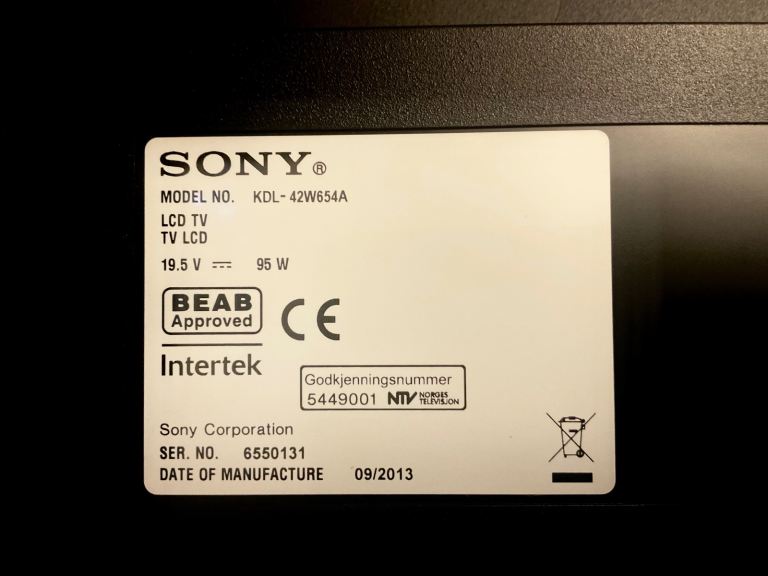 SONY®
MODEL NO. KDL-42W654A
LCD TV
TV LCD
19.5 V ⎓ 95 W
BEAB
Approved
CE
Intertek
Godkjenningsnummer
5449001 NTV NORGES
TELEVISJON
Sony Corporation
SER. NO. 6550131
DATE OF MANUFACTURE 09/2013